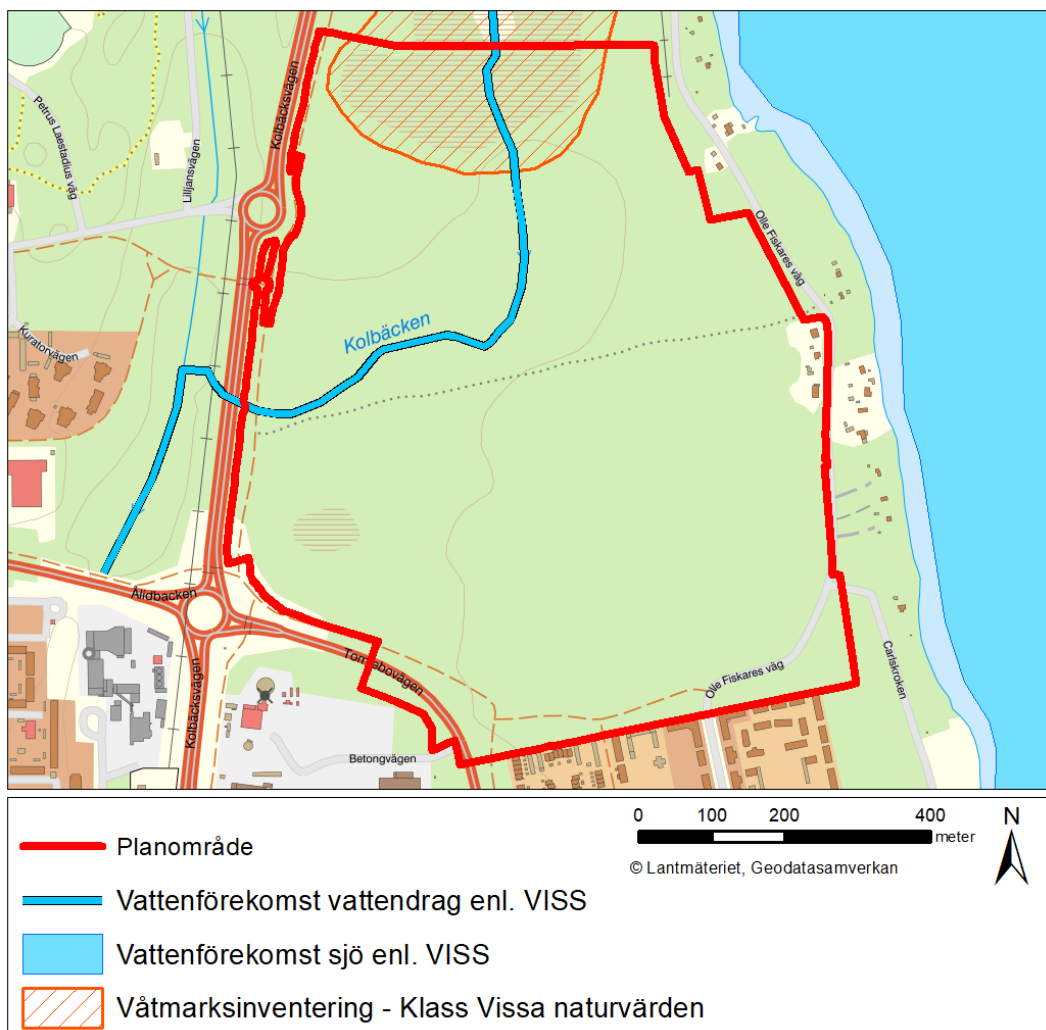 Kolbäcksvägen
Petrus Laestadius väg
Liljansvägen
Olle Fiskares väg
Kolbäcken
Kuratorvägen
Ålidbacken
Tomtebovägen
Kolbäcksvägen
Olle Fiskares väg
Carlskroken
Betongvägen
0 100 200 400
meter
N
© Lantmäteriet, Geodatasamverkan
Planområde
Vattenförekomst vattendrag enl. VISS
Vattenförekomst sjö enl. VISS
Våtmarksinventering - Klass Vissa naturvärden